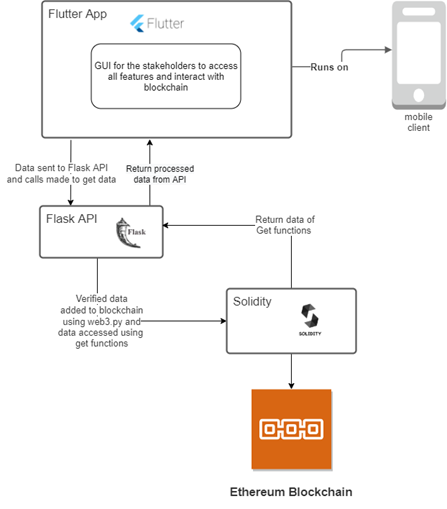 Flutter App
Flutter
GUI for the stakeholders to access
all features and interact with
blockchain
Runs on
mobile
client
Data sent to Flask API
and calls made to get data
Return processed
data from API
Flask API
Flask
Return data of
Get functions
Verified data
added to blockchain
using web3.py and
data accessed using
get functions
Solidity
SOLIDITY
Ethereum Blockchain